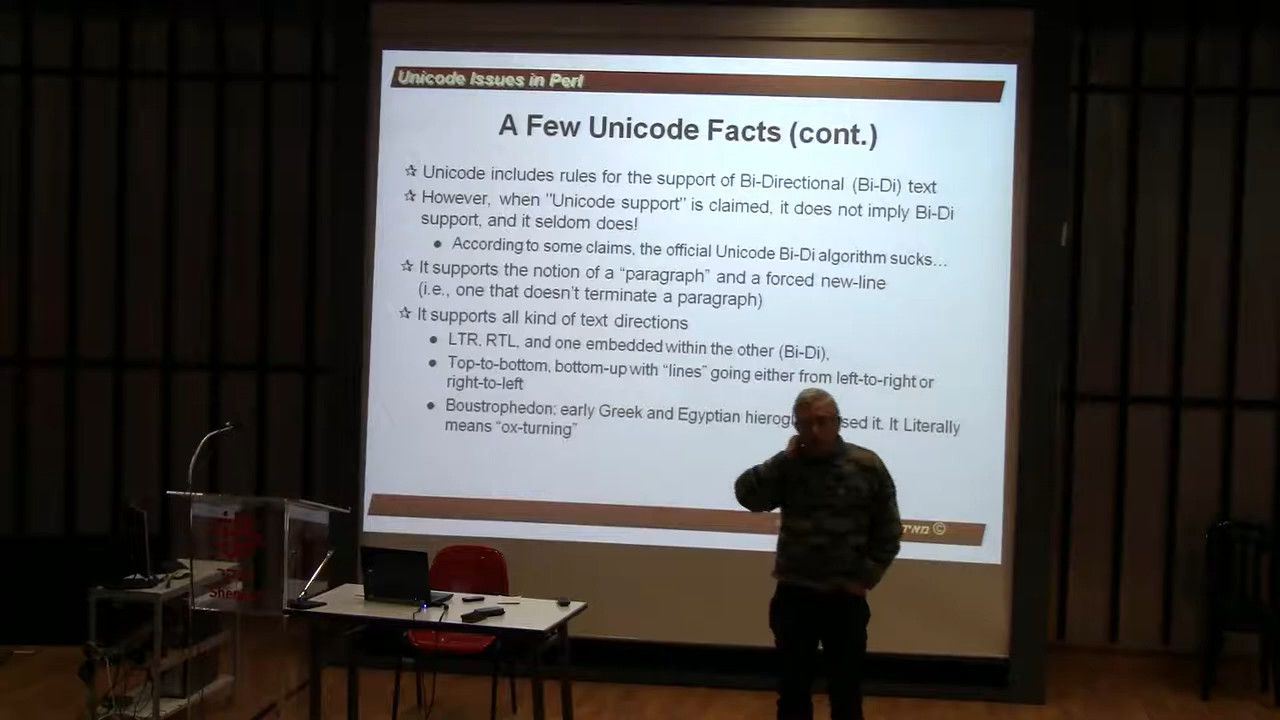 Unicode Issues in Perl
A Few Unicode Facts (cont.)
Unicode includes rules for the support of Bi-Directional (Bi-Di) text
However, when "Unicode support" is claimed, it does not imply Bi-Di
support, and it seldom does!
According to some claims, the official Unicode Bi-Di algorithm sucks…
It supports the notion of a “paragraph” and a forced new-line
(i.e., one that doesn’t terminate a paragraph)
It supports all kind of text directions
LTR, RTL, and one embedded within the other (Bi-Di),
Top-to-bottom, bottom-up with “lines” going either from left-to-right or
right-to-left
Boustrophedon; early Greek and Egyptian it. It Literally
means “ox-turning”
©